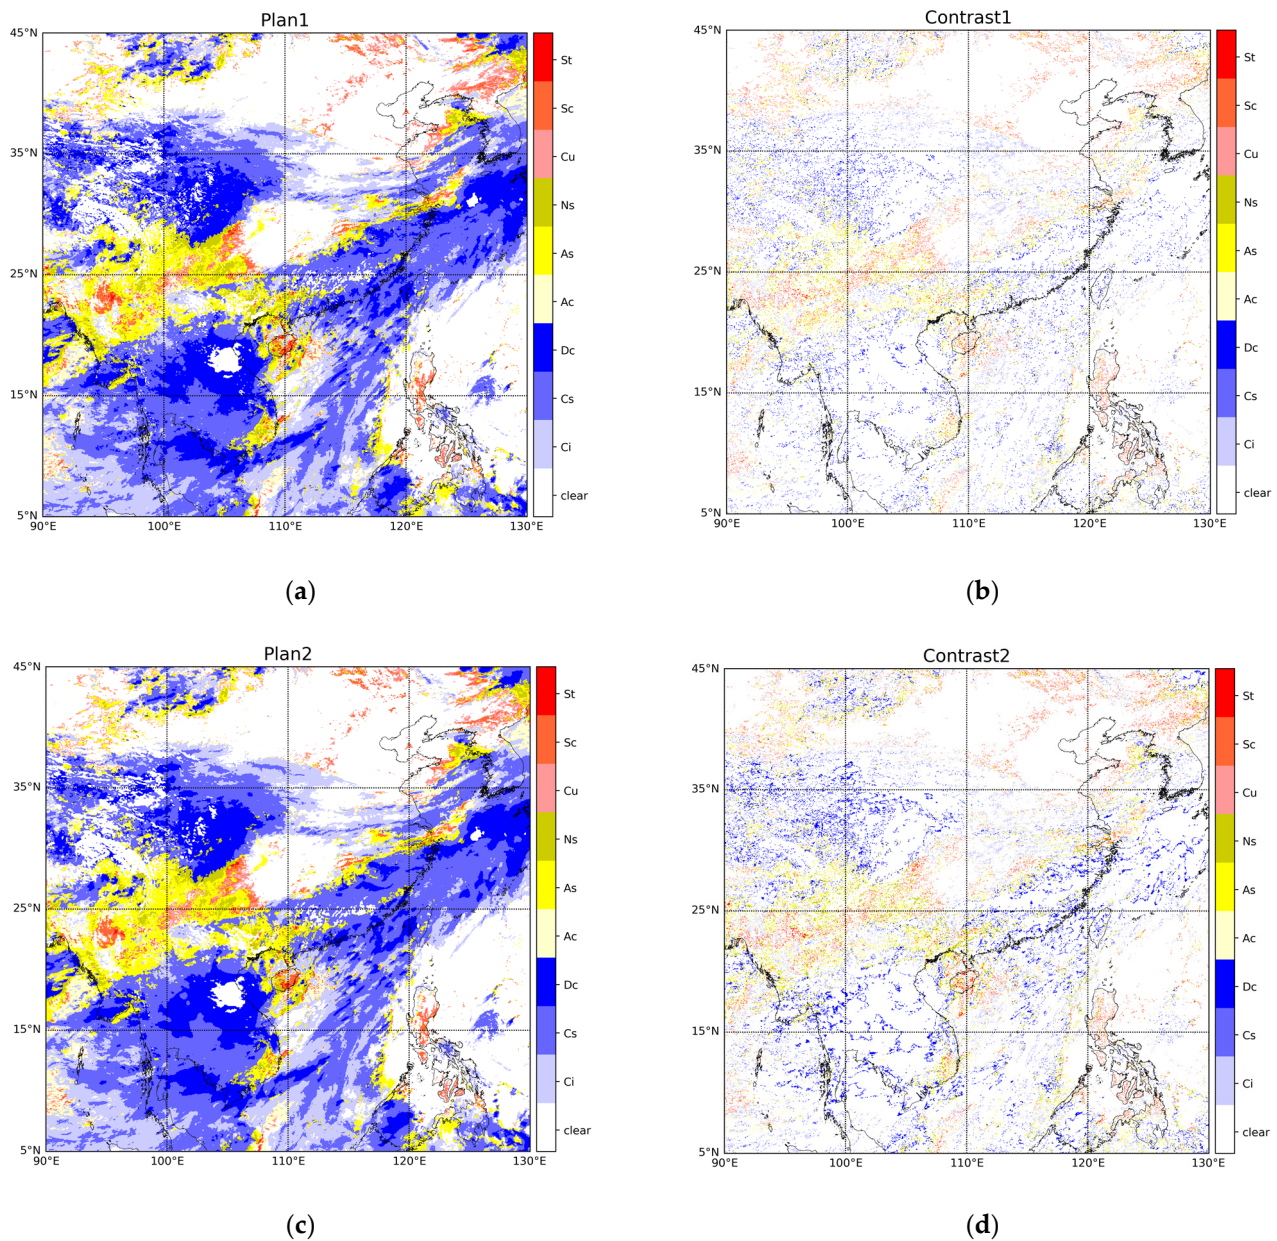 Plan1
45°N
35°N
25°N
15°N
5°N
90°E
100°E
110°E
120°E
130°E
St
Sc
Cu
Ns
As
Ac
Dc
Cs
Ci
clear
(a)
Contrast1
45°N
35°N
25°N
15°N
5°N
90°E
100°E
110°E
120°E
130°E
St
Sc
Cu
Ns
As
Ac
Dc
Cs
Ci
clear
(b)
Plan2
45°N
35°N
25°N
15°N
5°N
90°E
100°E
110°E
120°E
130°E
St
Sc
Cu
Ns
As
Ac
Dc
Cs
Ci
clear
(c)
Contrast2
45°N
35°N
25°N
15°N
5°N
90°E
100°E
110°E
120°E
130°E
St
Sc
Cu
Ns
As
Ac
Dc
Cs
Ci
clear
(d)